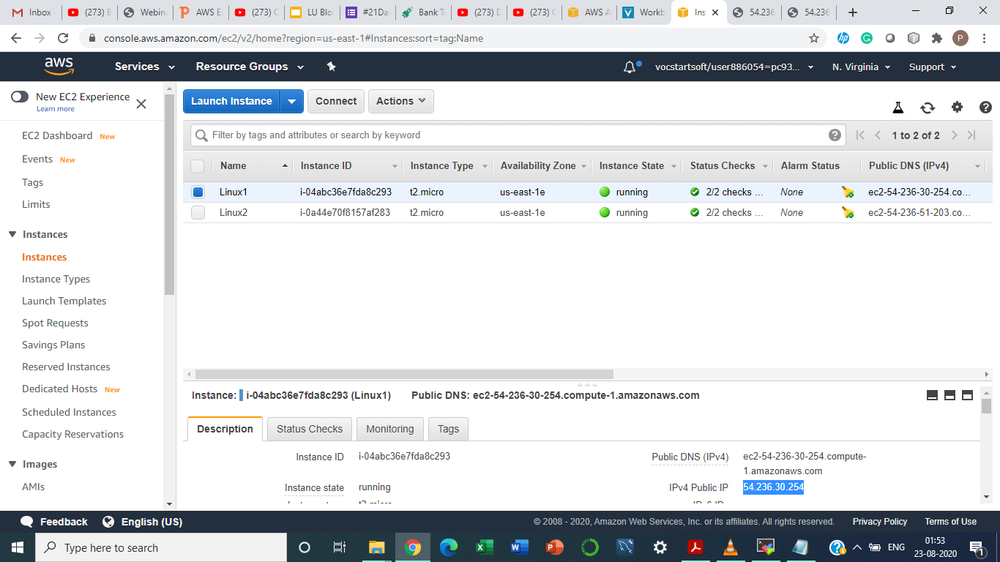 Inbox
(273) E
Webin
AWS Es
(273) C
LU Blo
#21Da
Bank T
(273) D
(273) C
AWS A
Workb
Ins
54.236
54.236
console.aws.amazon.com/ec2/v2/home?region=us-east-1#Instances:sort=tag:Name
P
aws
Services
Resource Groups
vocstartsoft/user886054=pc93...
N. Virginia
Support
New EC2 Experience
Learn more
EC2 Dashboard New
Events New
Tags
Limits
Instances
Instances
Instance Types
Launch Templates
Spot Requests
Savings Plans
Reserved Instances
Dedicated Hosts New
Scheduled Instances
Capacity Reservations
Images
AMIs
Launch Instance
Connect
Actions
Filter by tags and attributes or search by keyword
1 to 2 of 2
Name Instance ID Instance Type Availability Zone Instance State Status Checks Alarm Status Public DNS (IPv4)
Linux1 i-04abc36e7fda8c293 t2.micro us-east-1e running 2/2 checks ... None ec2-54-236-30-254.co...
Linux2 i-0a44e70f8157af283 t2.micro us-east-1e running 2/2 checks ... None ec2-54-236-51-203.co...
Instance: i-04abc36e7fda8c293 (Linux1) Public DNS: ec2-54-236-30-254.compute-1.amazonaws.com
Description
Status Checks
Monitoring
Tags
Instance ID i-04abc36e7fda8c293
Public DNS (IPv4) ec2-54-236-30-254.compute-
1.amazonaws.com
Instance state running
IPv4 Public IP 54.236.30.254
Feedback
English (US)
© 2008 - 2020, Amazon Web Services, Inc. or its affiliates. All rights reserved.
Privacy Policy
Terms of Use
Type here to search
ENG
01:53
23-08-2020
1